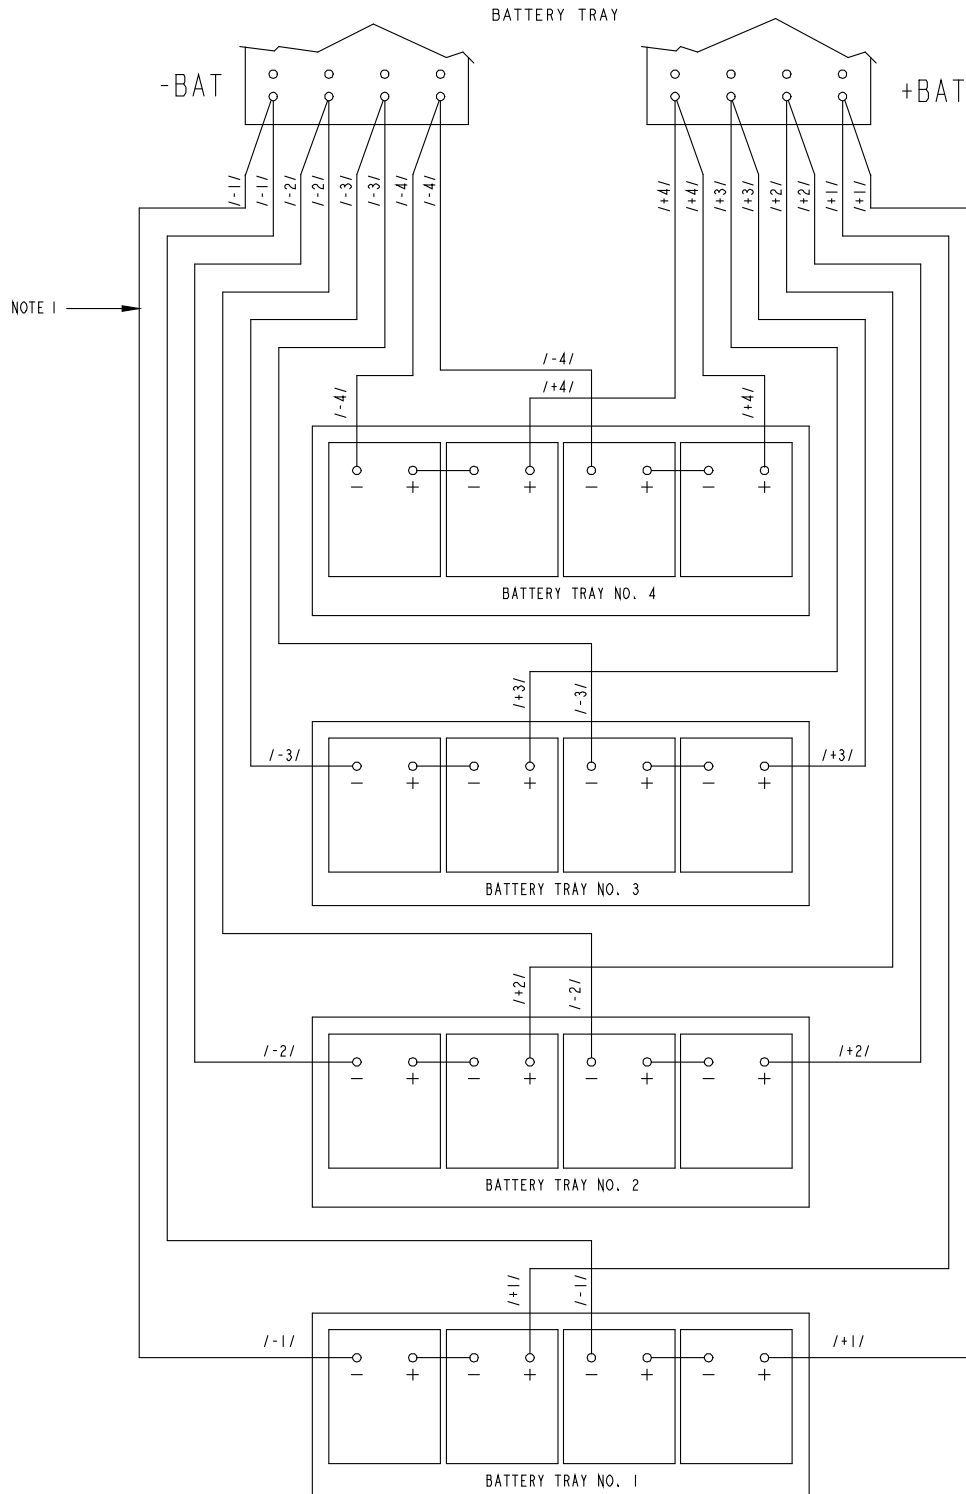 BATTERY TRAY
-BAT
+BAT
/-1/ /-1/ /-2/ /-2/ /-3/ /-3/ /-4/ /-4/
/+4/ /+4/ /+3/ /+3/ /+2/ /+2/ /+1/ /+1/
NOTE 1
/-4/
/+4/
/-4/
/+4/
- + - + - + - +
BATTERY TRAY NO. 4
/+3/
/-3/
/-3/
/+3/
- + - + - + - +
BATTERY TRAY NO. 3
/+2/
/-2/
/-2/
/+2/
- + - + - + - +
BATTERY TRAY NO. 2
/+1/
/-1/
/-1/
/+1/
- + - + - + - +
BATTERY TRAY NO. 1